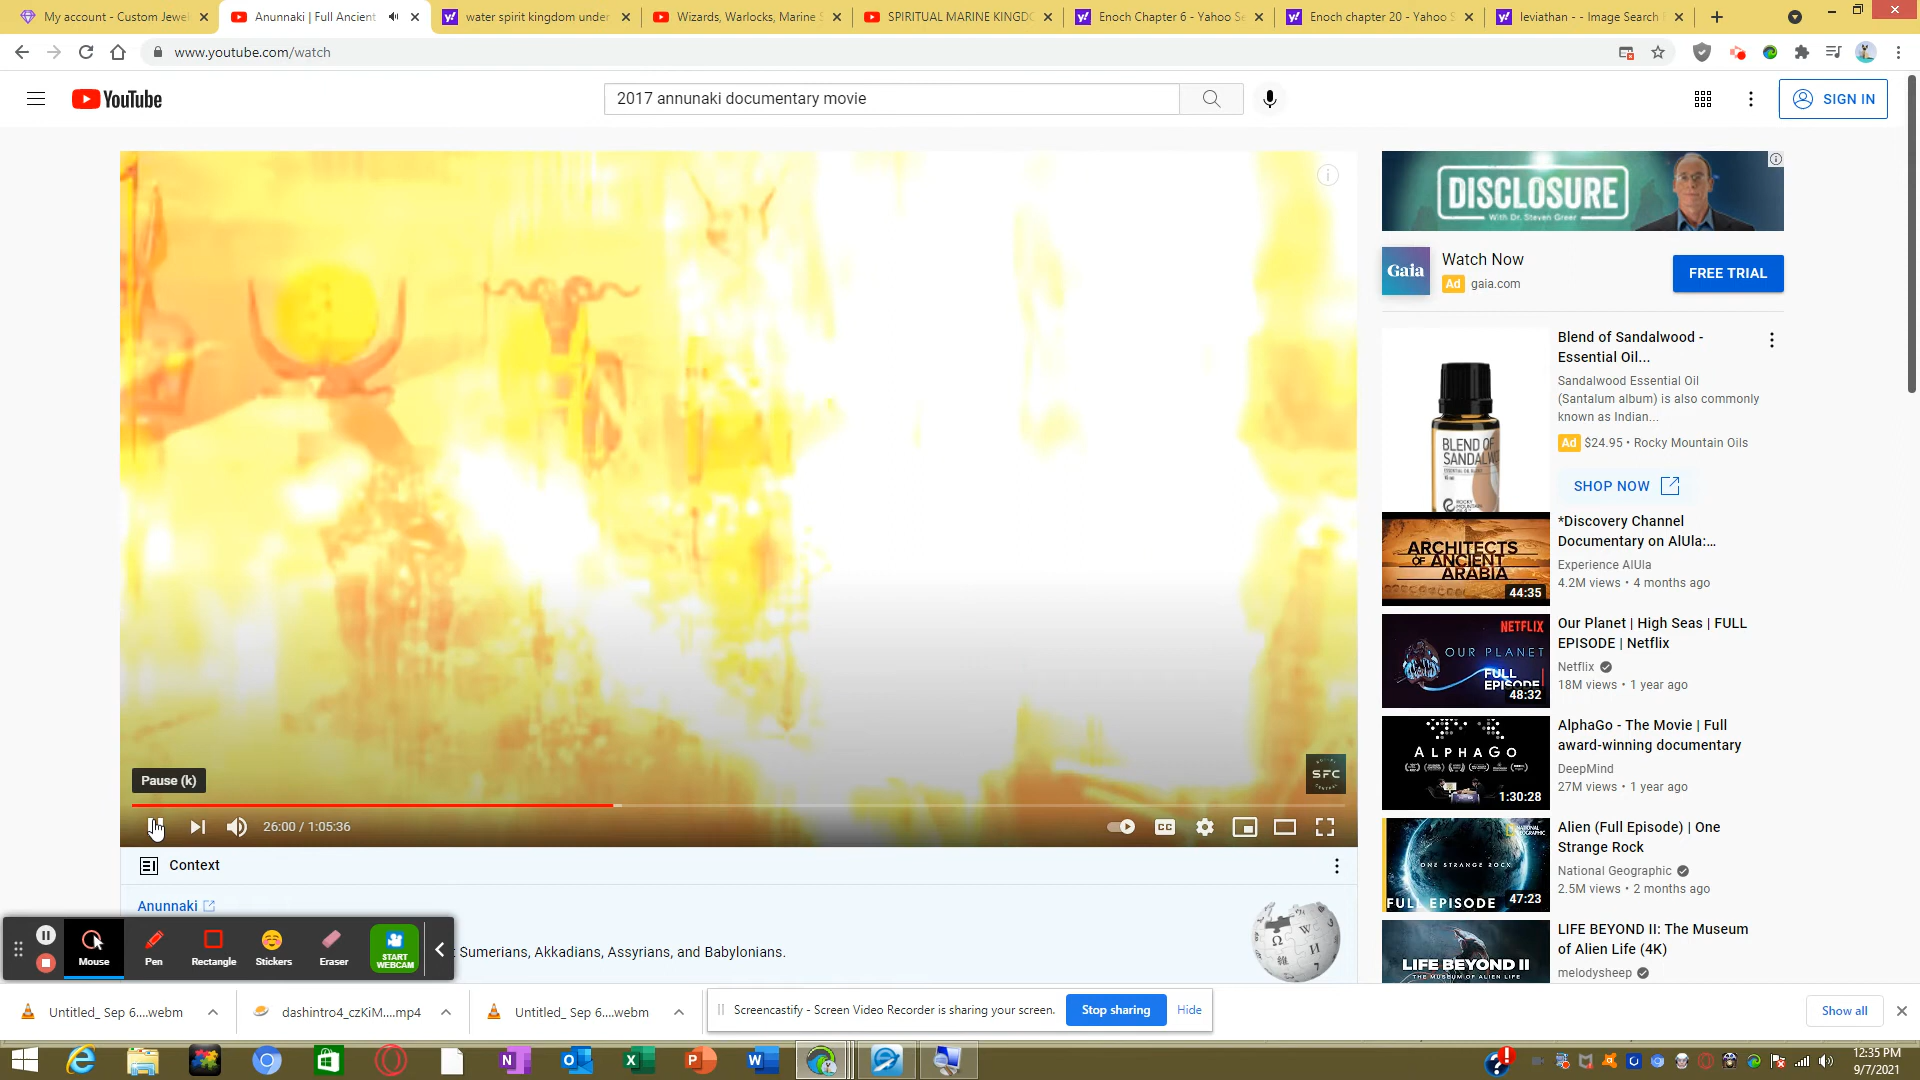 My account - Custom Jewel
Anunnaki | Full Ancient
water spirit kingdom under
Wizards, Warlocks, Marine S
SPIRITUAL MARINE KINGDO
Enoch Chapter 6 - Yahoo Se
Enoch chapter 20 - Yahoo S
leviathan - - Image Search
www.youtube.com/watch
YouTube
2017 annunaki documentary movie
SIGN IN
DISCLOSURE
With Dr. Steven Greer
Gaia
Watch Now
Ad gaia.com
FREE TRIAL
Blend of Sandalwood -
Essential Oil...
Sandalwood Essential Oil
(Santalum album) is also commonly
known as Indian...
Ad $24.95 • Rocky Mountain Oils
SHOP NOW
BLEND OF
SANDALW
*Discovery Channel
Documentary on AlUla:...
Experience AlUla
4.2M views • 4 months ago
ARCHITECTS
OF ANCIENT
ARABIA
44:35
Our Planet | High Seas | FULL
EPISODE | Netflix
Netflix
18M views • 1 year ago
NETFLIX
OUR PLANET
FULL
EPISODE
48:32
AlphaGo - The Movie | Full
award-winning documentary
DeepMind
27M views • 1 year ago
ALPHAGO
1:30:28
Alien (Full Episode) | One
Strange Rock
National Geographic
2.5M views • 2 months ago
ONE STRANGE ROCK
FULL EPISODE
47:23
LIFE BEYOND II: The Museum
of Alien Life (4K)
melodysheep
LIFE BEYOND II
THE MUSEUM OF ALIEN LIFE
Pause (k)
SFC
26:00 / 1:05:36
CC
Context
Anunnaki
Sumerians, Akkadians, Assyrians, and Babylonians.
Mouse
Pen
Rectangle
Stickers
Eraser
START
WEBCAM
Untitled_ Sep 6....webm
dashintro4_czKiM....mp4
Untitled_ Sep 6....webm
Screencastify - Screen Video Recorder is sharing your screen.
Stop sharing
Hide
Show all
12:35 PM
9/7/2021